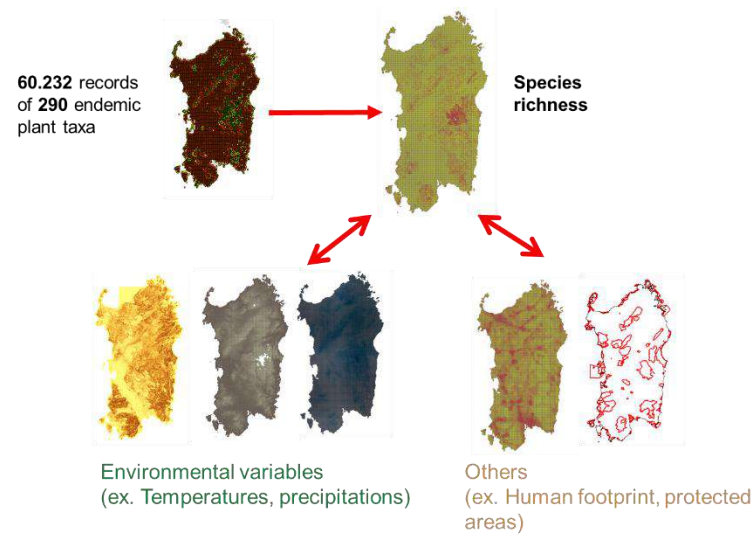 60.232 records
of 290 endemic
plant taxa
Species
richness
Environmental variables
(ex. Temperatures, precipitations)
Others
(ex. Human footprint, protected
areas)